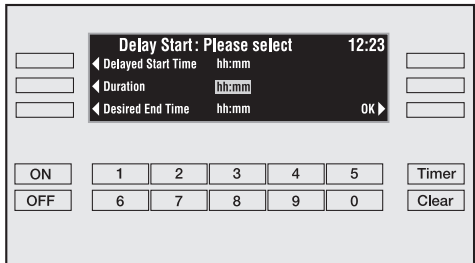 Delay Start: Please select 12:23
Delayed Start Time hh:mm
Duration hh:mm
Desired End Time hh:mm OK
ON 1 2 3 4 5 Timer
OFF 6 7 8 9 0 Clear